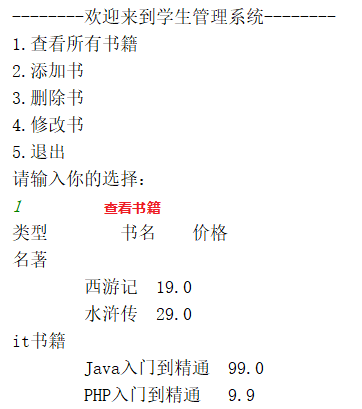 --------欢迎来到学生管理系统--------
1.查看所有书籍
2.添加书
3.删除书
4.修改书
5.退出
请输入你的选择:
1 查看书籍
类型 书名 价格
名著
西游记 19.0
水浒传 29.0
it书籍
Java入门到精通 99.0
PHP入门到精通 9.9